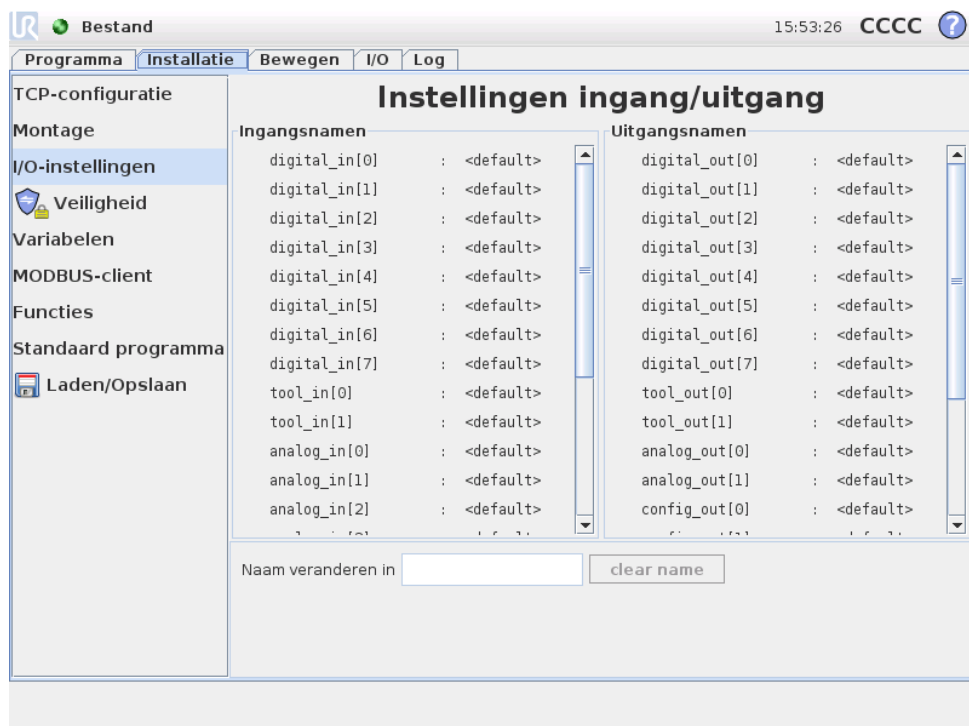 UR Bestand 15:53:26 CCCC ?
Programma Installatie Bewegen I/O Log
TCP-configuratie
Montage
I/O-instellingen
Veiligheid
Variabelen
MODBUS-client
Functies
Standaard programma
Laden/Opslaan
Instellingen ingang/uitgang
Ingangsnamen
digital_in[0] : <default>
digital_in[1] : <default>
digital_in[2] : <default>
digital_in[3] : <default>
digital_in[4] : <default>
digital_in[5] : <default>
digital_in[6] : <default>
digital_in[7] : <default>
tool_in[0] : <default>
tool_in[1] : <default>
analog_in[0] : <default>
analog_in[1] : <default>
analog_in[2] : <default>
Uitgangsnamen
digital_out[0] : <default>
digital_out[1] : <default>
digital_out[2] : <default>
digital_out[3] : <default>
digital_out[4] : <default>
digital_out[5] : <default>
digital_out[6] : <default>
digital_out[7] : <default>
tool_out[0] : <default>
tool_out[1] : <default>
analog_out[0] : <default>
analog_out[1] : <default>
config_out[0] : <default>
Naam veranderen in
clear name